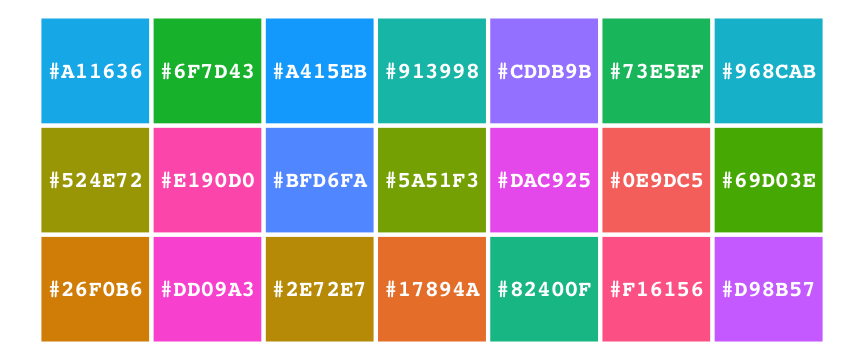 #A11636 #6F7D43 #A415EB #913998 #CDDB9B #73E5EF #968CAB
#524E72 #E190D0 #BFD6FA #5A51F3 #DAC925 #0E9DC5 #69D03E
#26F0B6 #DD09A3 #2E72E7 #17894A #82400F #F16156 #D98B57